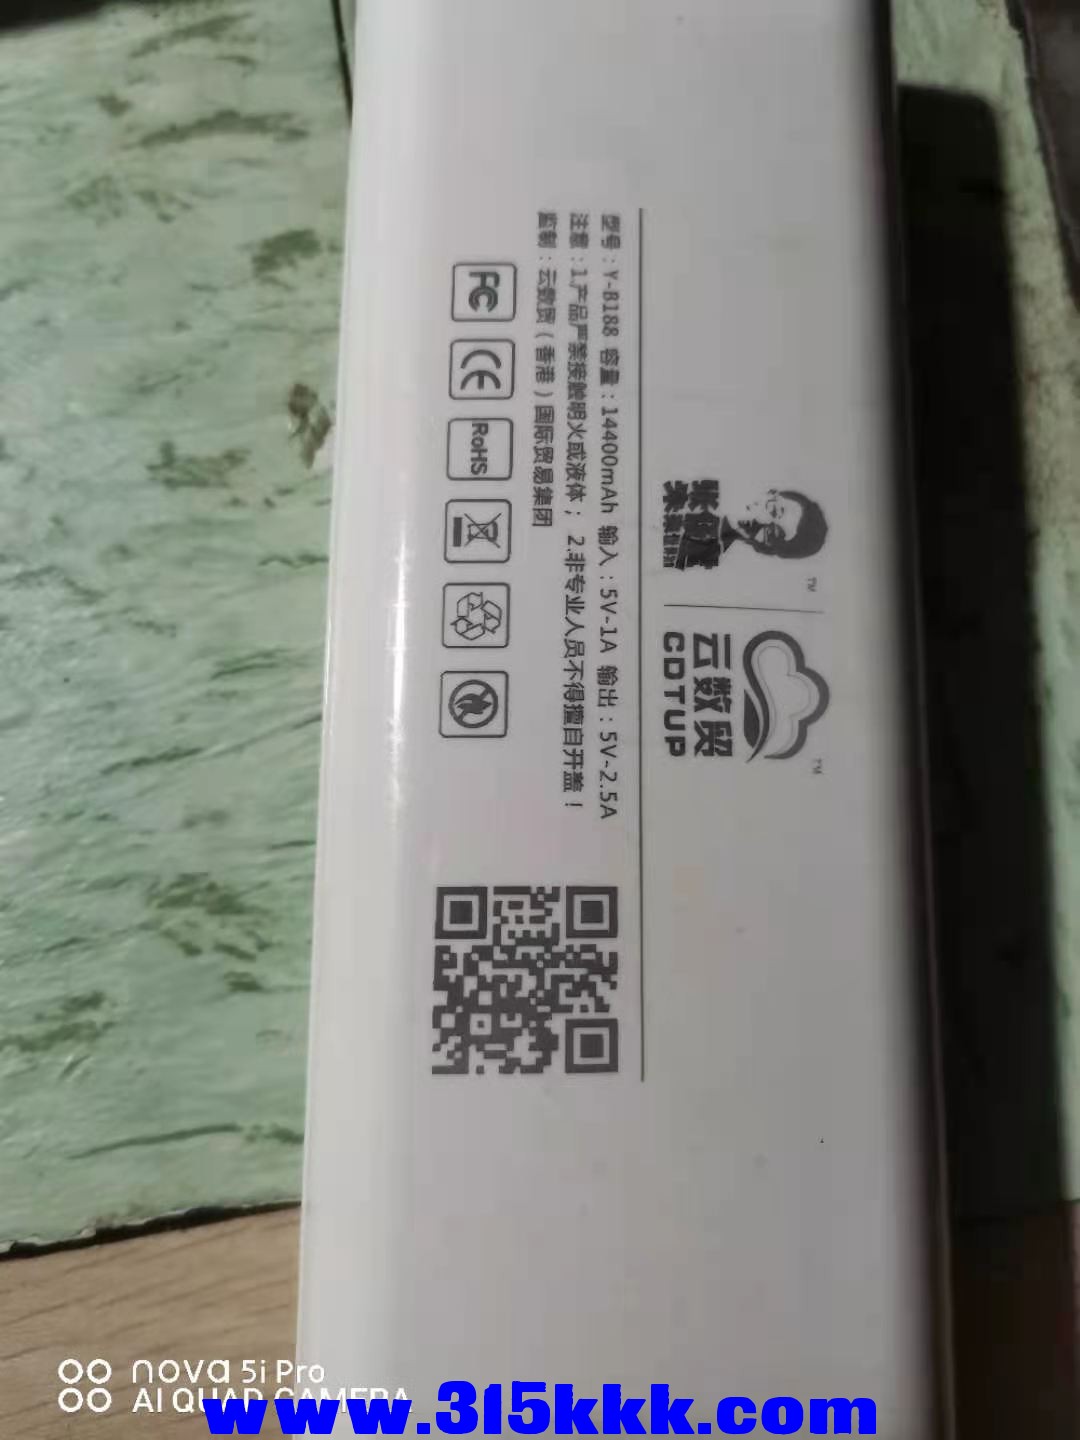 云数贸
CDTUP
TM
TM
型号：Y-B188 容量：14400mAh 输入：5V-1A 输出：5V-2.5A
注意：1.产品严禁接触明火或液体； 2.非专业人员不得擅自开盖！
监制：云数贸（香港）国际贸易集团
FC
CE
RoHS
nova 5i Pro
AI QUAD CAMERA
www.315kkk.com